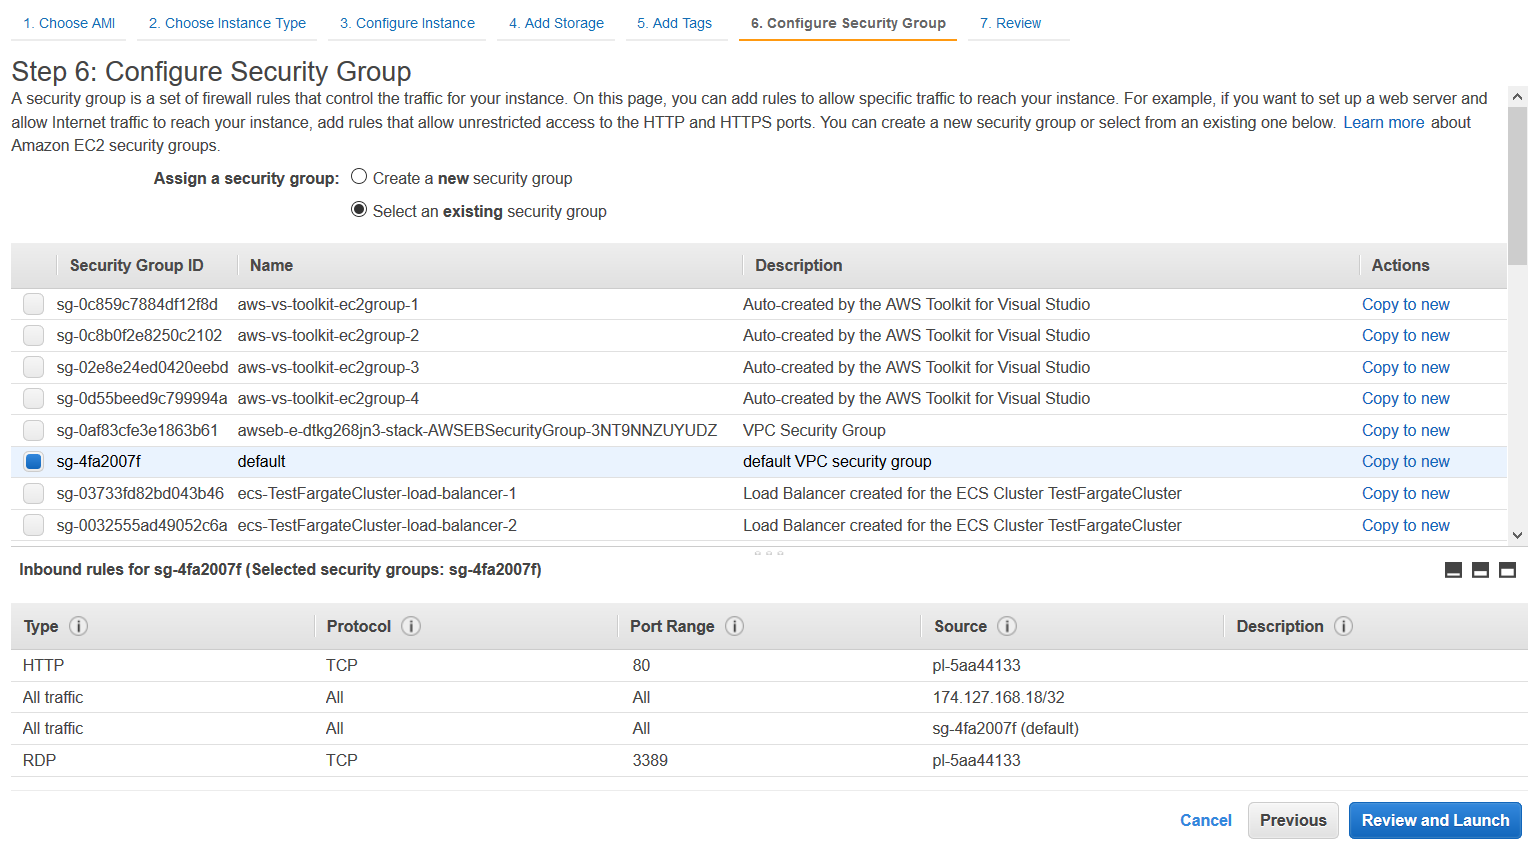 1. Choose AMI 2. Choose Instance Type 3. Configure Instance 4. Add Storage 5. Add Tags 6. Configure Security Group 7. Review
Step 6: Configure Security Group
A security group is a set of firewall rules that control the traffic for your instance. On this page, you can add rules to allow specific traffic to reach your instance. For example, if you want to set up a web server and
allow Internet traffic to reach your instance, add rules that allow unrestricted access to the HTTP and HTTPS ports. You can create a new security group or select from an existing one below. Learn more about
Amazon EC2 security groups.
Assign a security group: Create a new security group
Select an existing security group
Security Group ID Name Description Actions
sg-0c859c7884df12f8d aws-vs-toolkit-ec2group-1 Auto-created by the AWS Toolkit for Visual Studio Copy to new
sg-0c8b0f2e8250c2102 aws-vs-toolkit-ec2group-2 Auto-created by the AWS Toolkit for Visual Studio Copy to new
sg-02e8e24ed0420eebd aws-vs-toolkit-ec2group-3 Auto-created by the AWS Toolkit for Visual Studio Copy to new
sg-0d55beed9c799994a aws-vs-toolkit-ec2group-4 Auto-created by the AWS Toolkit for Visual Studio Copy to new
sg-0af83cfe3e1863b61 awseb-e-dtkg268jn3-stack-AWSEBSecurityGroup-3NT9NNZUYUDZ VPC Security Group Copy to new
sg-4fa2007f default default VPC security group Copy to new
sg-03733fd82bd043b46 ecs-TestFargateCluster-load-balancer-1 Load Balancer created for the ECS Cluster TestFargateCluster Copy to new
sg-0032555ad49052c6a ecs-TestFargateCluster-load-balancer-2 Load Balancer created for the ECS Cluster TestFargateCluster Copy to new
Inbound rules for sg-4fa2007f (Selected security groups: sg-4fa2007f)
Type i Protocol i Port Range i Source i Description i
HTTP TCP 80 pl-5aa44133
All traffic All All 174.127.168.18/32
All traffic All All sg-4fa2007f (default)
RDP TCP 3389 pl-5aa44133
Cancel Previous Review and Launch